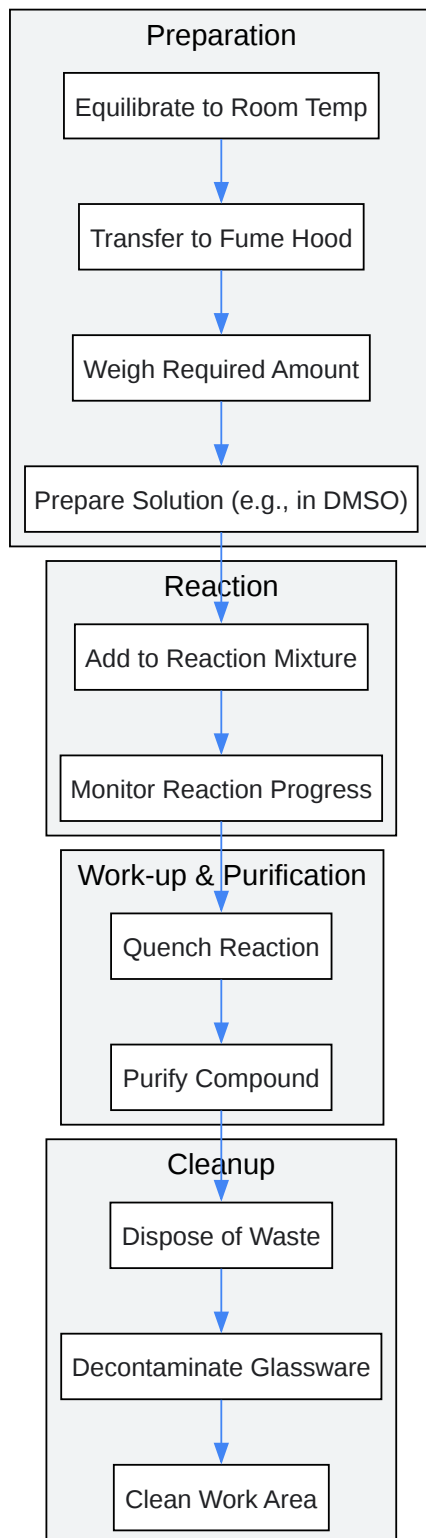 Preparation
Equilibrate to Room Temp
Transfer to Fume Hood
Weigh Required Amount
Prepare Solution (e.g., in DMSO)
Reaction
Add to Reaction Mixture
Monitor Reaction Progress
Work-up & Purification
Quench Reaction
Purify Compound
Cleanup
Dispose of Waste
Decontaminate Glassware
Clean Work Area